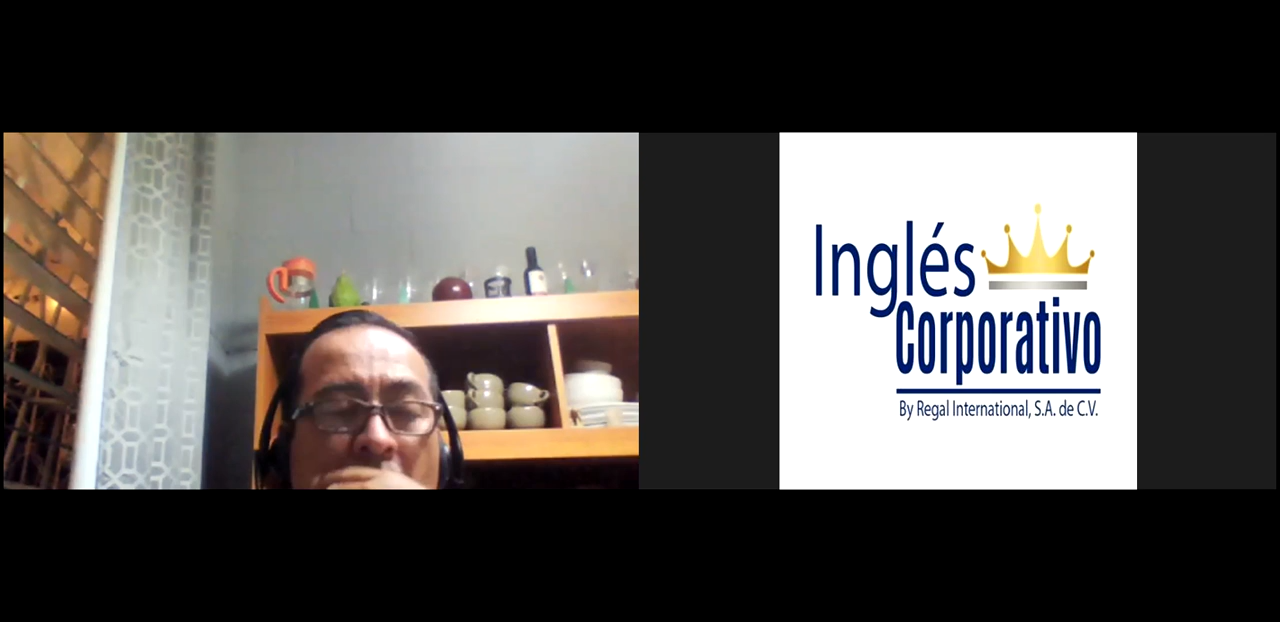 Inglés
Corporativo
By Regal International, S.A. de C.V.